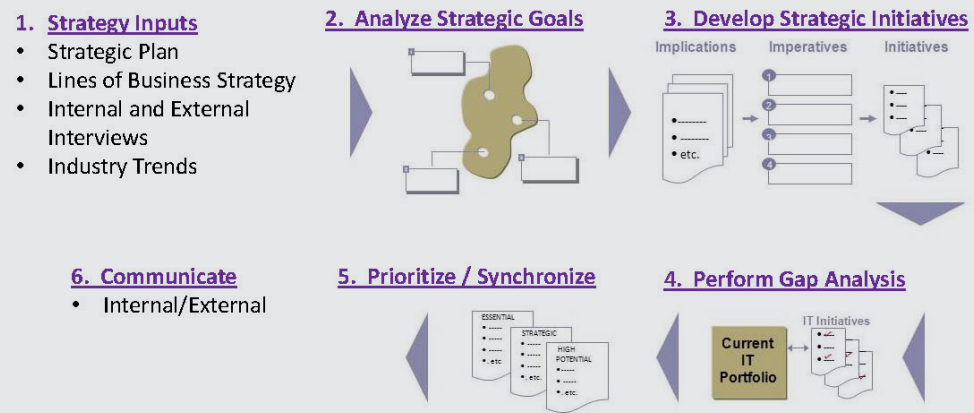 1. Strategy Inputs
• Strategic Plan
• Lines of Business Strategy
• Internal and External
Interviews
• Industry Trends
2. Analyze Strategic Goals
3. Develop Strategic Initiatives
Implications
Imperatives
Initiatives
• etc.
1
2
3
4
4. Perform Gap Analysis
Current
IT
Portfolio
IT Initiatives
5. Prioritize / Synchronize
ESSENTIAL
. etc
STRATEGIC
. etc.
HIGH
POTENTIAL
. etc.
6. Communicate
• Internal/External